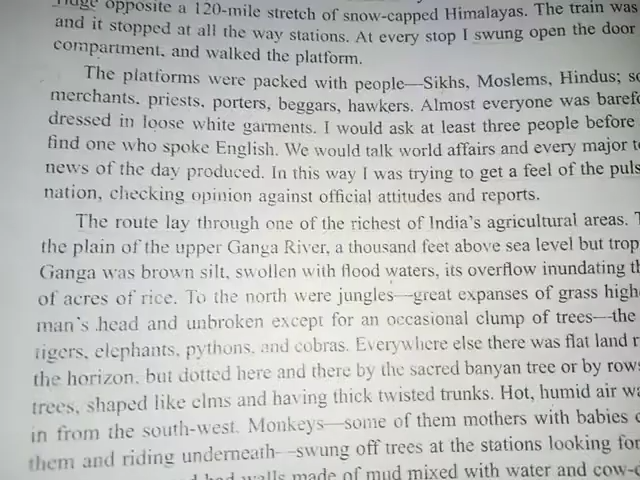 opposite a 120-mile stretch of snow-capped Himalayas. The train was
and it stopped at all the way stations. At every stop I swung open the door
compartment, and walked the platform.
The platforms were packed with people—Sikhs, Moslems, Hindus;
merchants, priests, porters, beggars, hawkers. Almost everyone was
dressed in loose white garments. I would ask at least three people before
find one who spoke English. We would talk world affairs and every major
news of the day produced. In this way I was trying to get a feel of the
nation, checking opinion against official attitudes and reports.
The route lay through one of the richest of India's agricultural areas.
the plain of the upper Ganga River, a thousand feet above sea level but
Ganga was brown silt, swollen with flood waters, its overflow inundating
of acres of rice. To the north were jungles—great expanses of grass
man's head and unbroken except for an occasional clump of trees—the
tigers, elephants, pythons, and cobras. Everywhere else there was flat land
the horizon, but dotted here and there by the sacred banyan tree or by
trees, shaped like elms and having thick twisted trunks. Hot, humid air
in from the south-west. Monkeys—some of them mothers with babies
them and riding underneath- -swung off trees at the stations looking for
walls made of mud mixed with water and